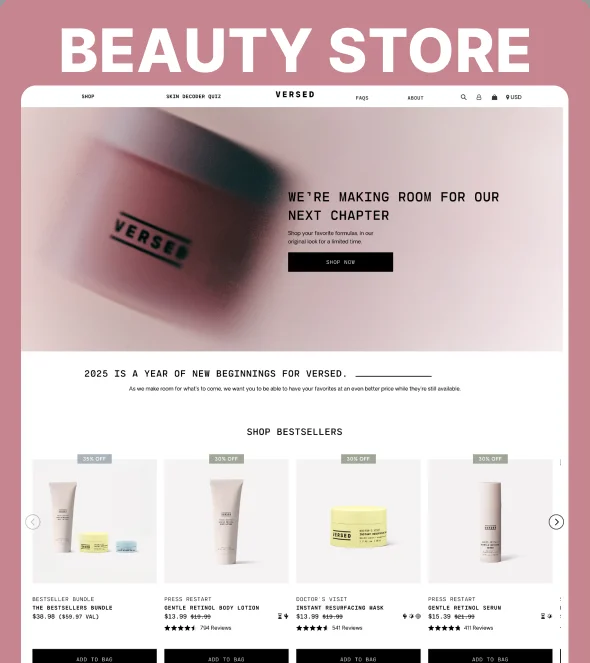 BEAUTY STORE
SHOP
SKIN DECODER QUIZ
VERSED
FAQS
ABOUT
USD
VERSED
WE'RE MAKING ROOM FOR OUR
NEXT CHAPTER
Shop your favorite formulas in our
original look for a limited time.
SHOP NOW
2025 IS A YEAR OF NEW BEGINNINGS FOR VERSED.
As we make room for what's to come, we want you to be able to have your favorites at an even better price while they're still available.
SHOP BESTSELLERS
35% OFF
30% OFF
30% OFF
30% OFF
VERSED
BESTSELLER BUNDLE
THE BESTSELLERS BUNDLE
$38.98 ($59.97 VAL)
PRESS RESTART
GENTLE RETINOL BODY LOTION
$13.99 $19.99
794 Reviews
DOCTOR'S VISIT
INSTANT RESURFACING MASK
$13.99 $19.99
541 Reviews
PRESS RESTART
GENTLE RETINOL SERUM
$15.39 $21.99
411 Reviews
ADD TO BAG
ADD TO BAG
ADD TO BAG
ADD TO BAG